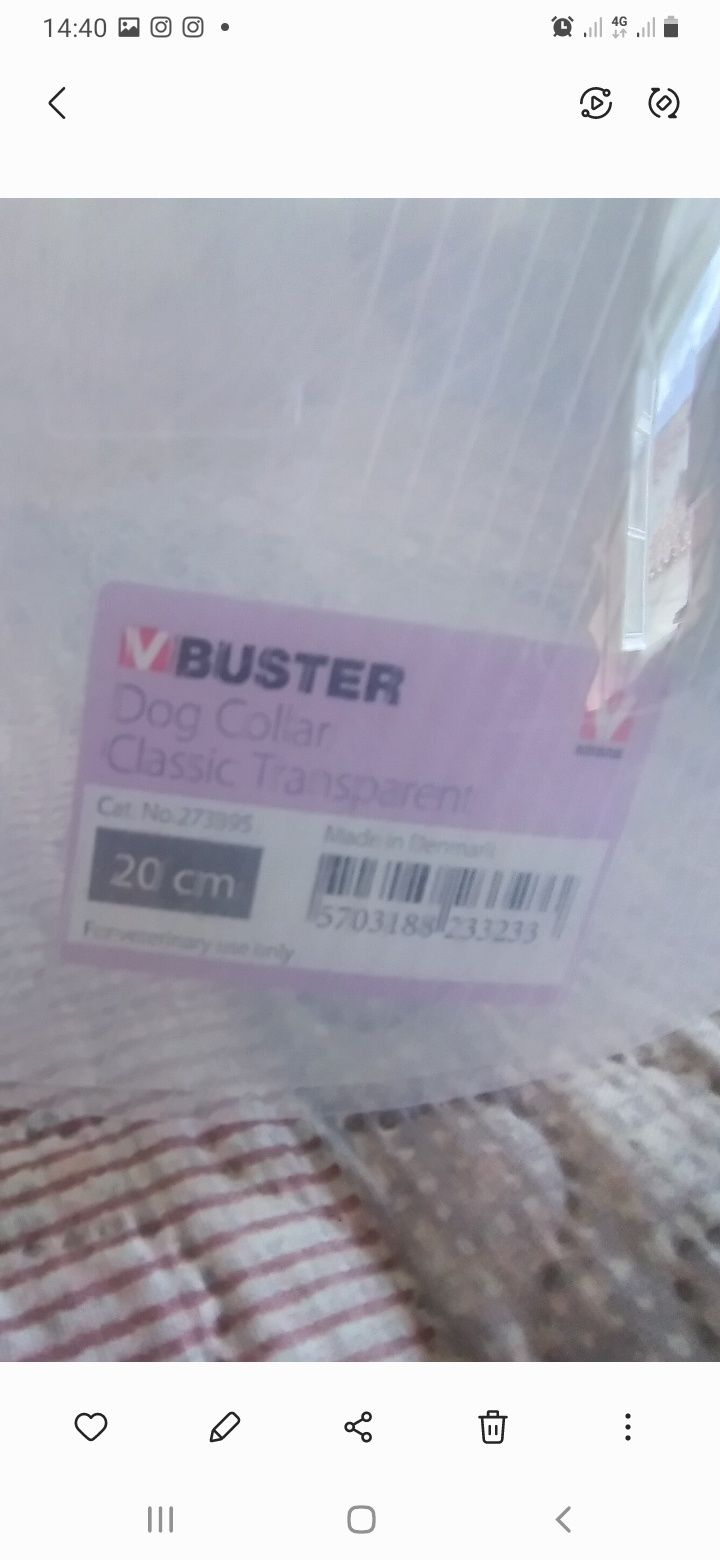 14:40
4G
BUSTER
Dog Collar
Classic Transparent
Cat. No.273995
Made in Denmark
20 cm
5703188 233233
For veterinary use only